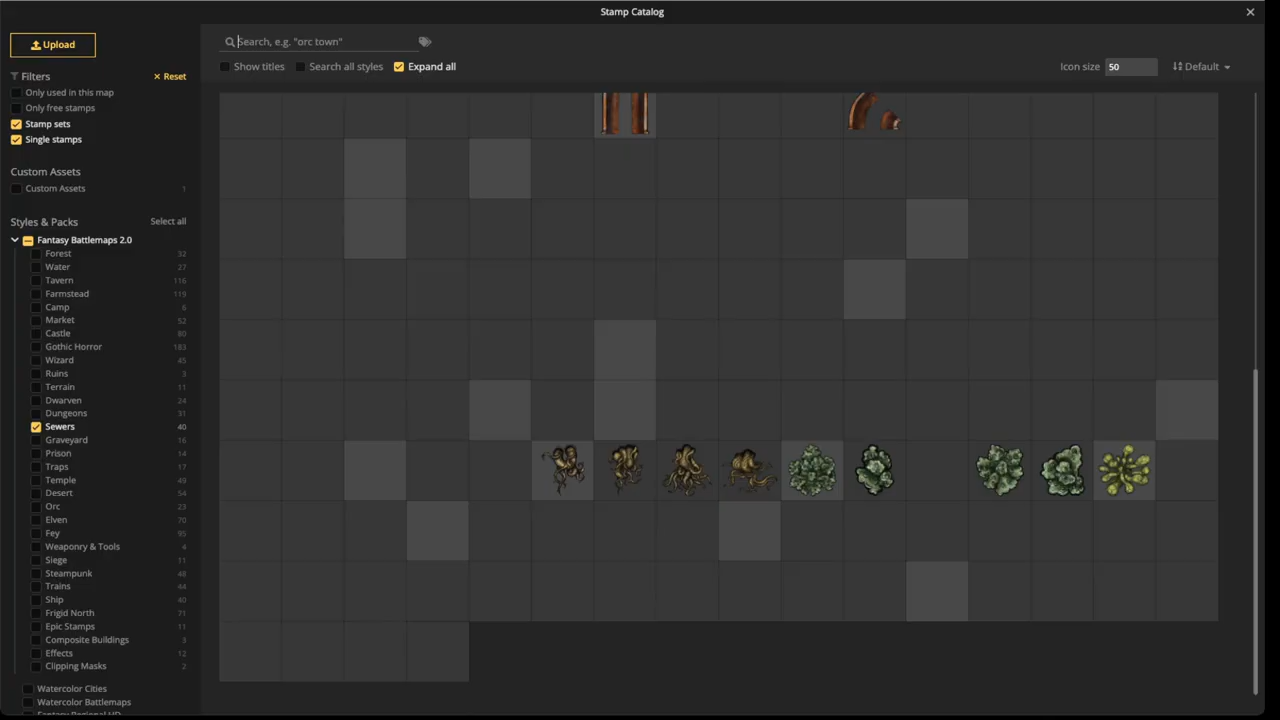 Stamp Catalog
Upload
Search, e.g. "orc town"
Show titles
Search all styles
Expand all
Icon size
50
Default
Filters
Reset
Only used in this map
Only free stamps
Stamp sets
Single stamps
Custom Assets
Custom Assets 1
Styles & Packs Select all
Fantasy Battlemaps 2.0
Forest 32
Water 27
Tavern 116
Farmstead 119
Camp 6
Market 52
Castle 80
Gothic Horror 183
Wizard 45
Ruins 3
Terrain 11
Dwarven 24
Dungeons 31
Sewers 40
Graveyard 16
Prison 14
Traps 17
Temple 49
Desert 54
Orc 23
Elven 70
Fey 95
Weaponry & Tools 4
Siege 11
Steampunk 48
Trains 44
Ship 40
Frigid North 71
Epic Stamps 11
Composite Buildings 3
Effects 12
Clipping Masks 2
Watercolor Cities
Watercolor Battlemaps
Fantasy Regional HD